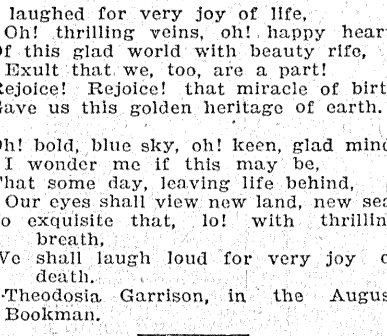 laughed for very joy of life,
Oh! thrilling veins, oh! happy hear
Of this glad world with beauty rife,
Exult that we, too, are a part!
Rejoice! Rejoice! that miracle of birt
Gave us this golden heritage of earth.
Oh! bold, blue sky, oh! keen, glad mind
I wonder me if this may be,
That some day, leaving life behind,
Our eyes shall view new land, new sea
So exquisite that, lo! with thrillin
breath,
We shall laugh loud for very joy o
death.
-Theodosia Garrison, in the Augus
Bookman.